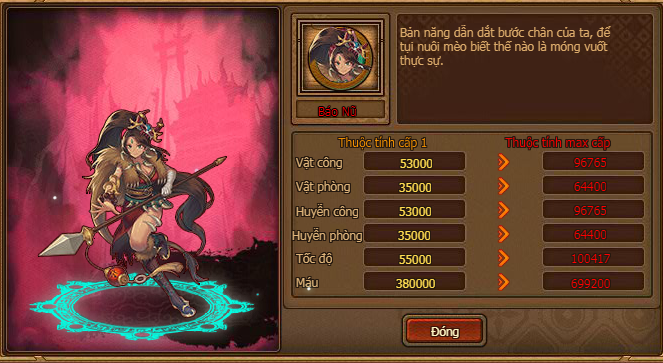 Bản năng dẫn dắt bước chân của ta, để
tụi nuôi mèo biết thế nào là móng vuốt
thực sự.
Báo Nữ
Thuộc tính cấp 1 Thuộc tính max cấp
Vật công 53000 96765
Vật phòng 35000 64400
Huyễn công 53000 96765
Huyễn phòng 35000 64400
Tốc độ 55000 100417
Máu 380000 699200
Đóng